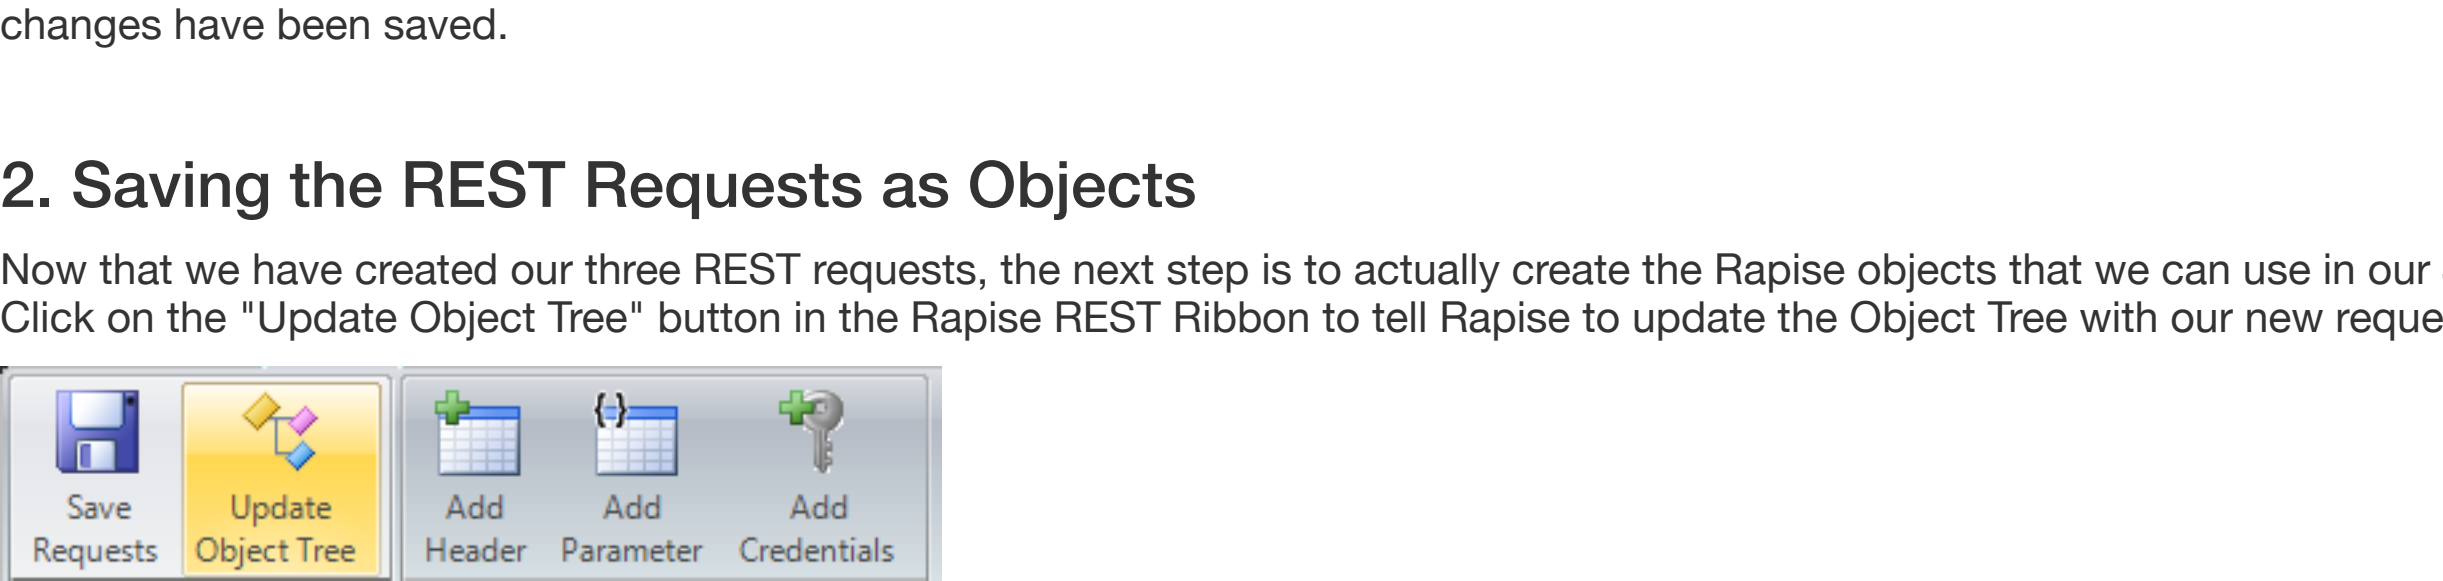 changes have been saved.
2. Saving the REST Requests as Objects
Now that we have created our three REST requests, the next step is to actually create the Rapise objects that we can use in our
Click on the "Update Object Tree" button in the Rapise REST Ribbon to tell Rapise to update the Object Tree with our new reque
Save Update Add Add Add
Requests Object Tree Header Parameter Credentials